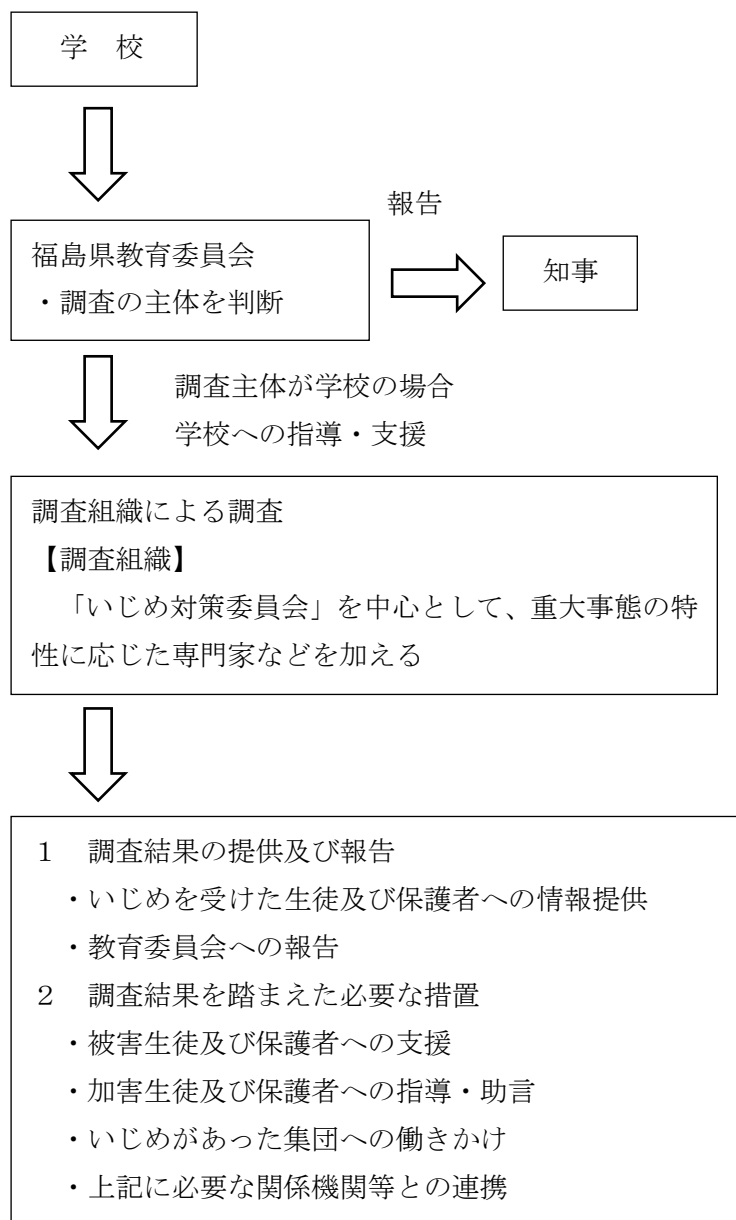 学　校
報告
福島県教育委員会
・調査の主体を判断
知事
調査主体が学校の場合
学校への指導・支援
調査組織による調査
【調査組織】
「いじめ対策委員会」を中心として、重大事態の特
性に応じた専門家などを加える
１　調査結果の提供及び報告
・いじめを受けた生徒及び保護者への情報提供
・教育委員会への報告
２　調査結果を踏まえた必要な措置
・被害生徒及び保護者への支援
・加害生徒及び保護者への指導・助言
・いじめがあった集団への働きかけ
・上記に必要な関係機関等との連携